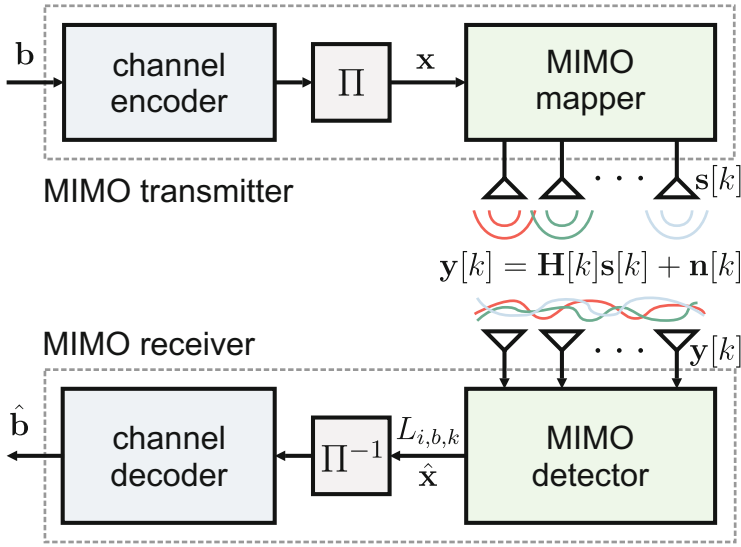 b
channel
encoder
Π
x
MIMO
mapper
MIMO transmitter
· · ·
s[k]
y[k] = H[k]s[k] + n[k]
MIMO receiver
· · ·
y[k]
b̂
channel
decoder
Π⁻¹
L_{i,b,k}
x̂
MIMO
detector